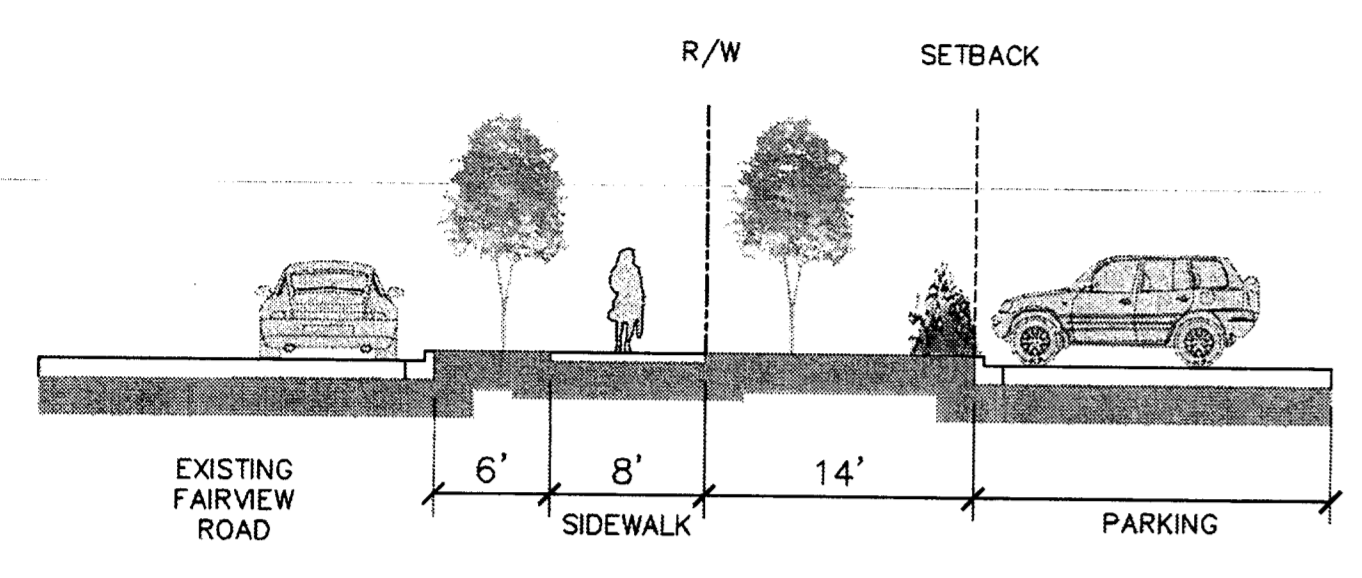 R/W
SETBACK
6'
8'
14'
EXISTING
FAIRVIEW
ROAD
SIDEWALK
PARKING